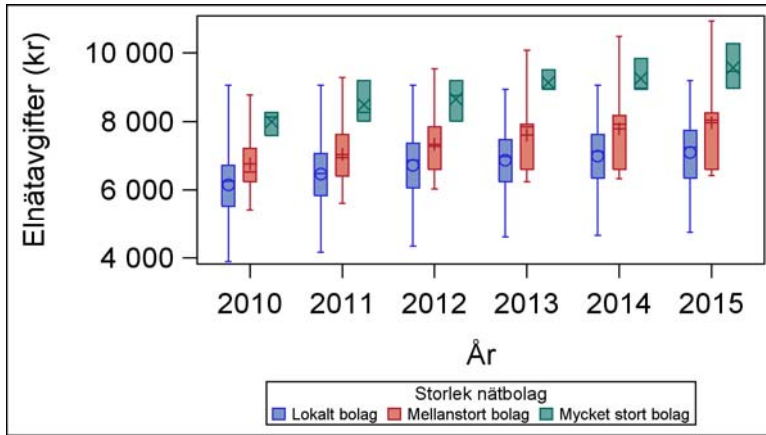 Elnätavgifter (kr)
10 000
8 000
6 000
4 000
2010 2011 2012 2013 2014 2015
År
Storlek nätbolag
Lokalt bolag Mellanstort bolag Mycket stort bolag